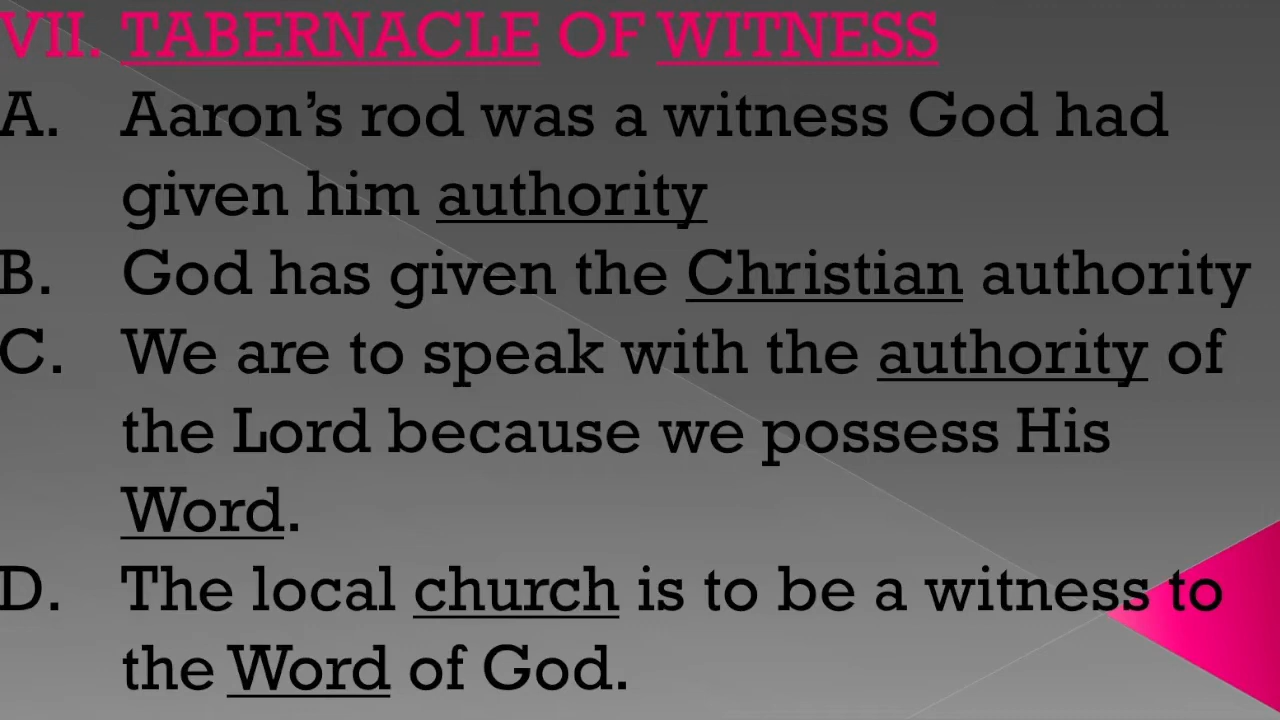 VII. TABERNACLE OF WITNESS
A. Aaron’s rod was a witness God had
given him authority
B. God has given the Christian authority
C. We are to speak with the authority of
the Lord because we possess His
Word.
D. The local church is to be a witness to
the Word of God.